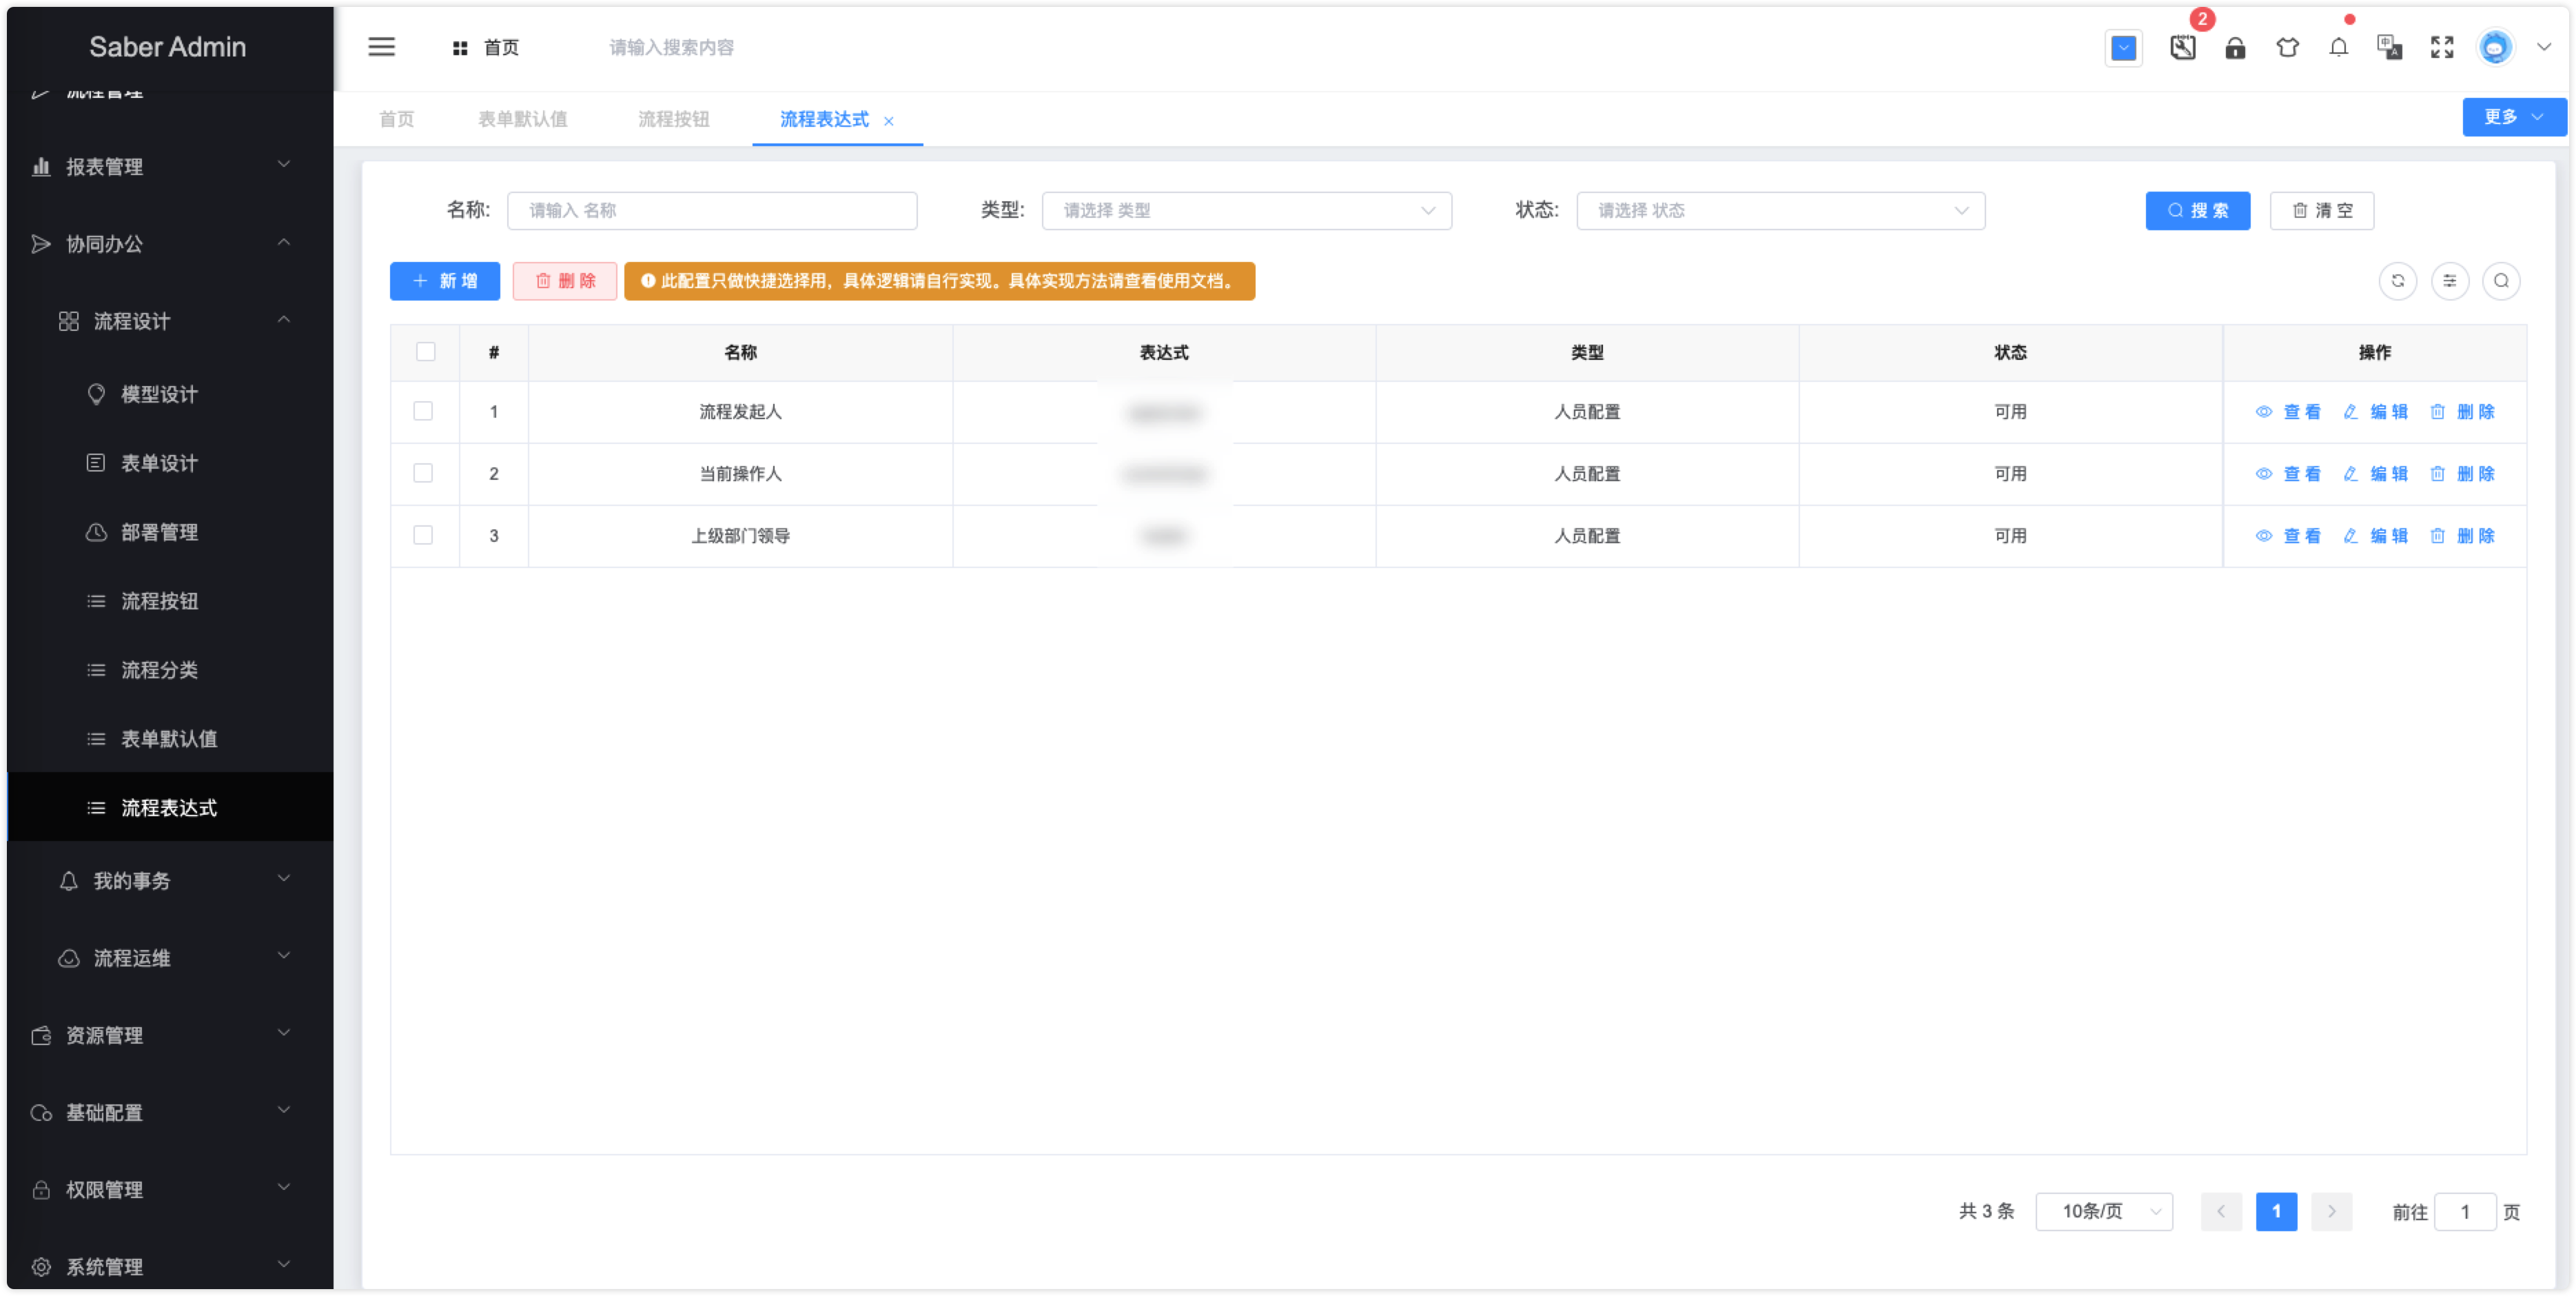 Saber Admin
首页
请输入搜索内容
2
流程管理
报表管理
协同办公
流程设计
模型设计
表单设计
部署管理
流程按钮
流程分类
表单默认值
流程表达式
我的事务
流程运维
资源管理
基础配置
权限管理
系统管理
首页 表单默认值 流程按钮 流程表达式
更多
名称: 请输入 名称 类型: 请选择 类型 状态: 请选择 状态 搜 索 清 空
新 增 删 除 此配置只做快捷选择用，具体逻辑请自行实现。具体实现方法请查看使用文档。
# 名称 表达式 类型 状态 操作
1 流程发起人 人员配置 可用 查 看 编 辑 删 除
2 当前操作人 人员配置 可用 查 看 编 辑 删 除
3 上级部门领导 人员配置 可用 查 看 编 辑 删 除
共 3 条 10条/页 1 前往 1 页